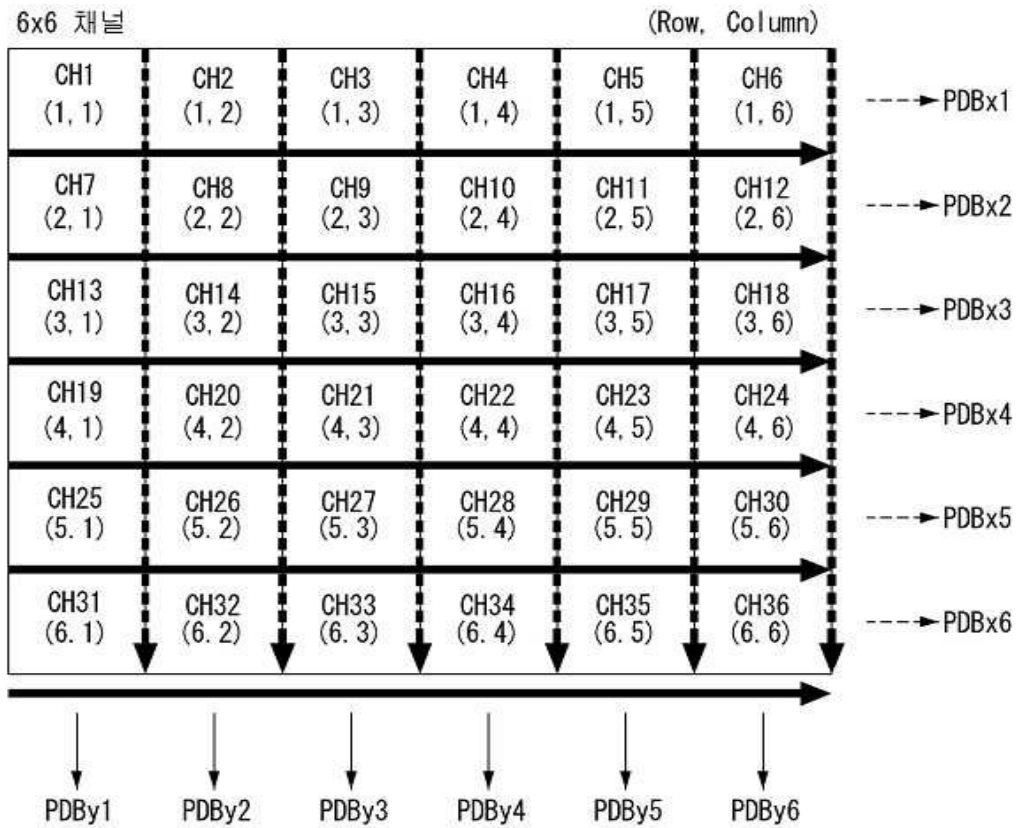 6x6 채널 (Row, Column)
CH1 CH2 CH3 CH4 CH5 CH6
(1, 1) (1, 2) (1, 3) (1, 4) (1, 5) (1, 6) PDBx1
CH7 CH8 CH9 CH10 CH11 CH12
(2, 1) (2, 2) (2, 3) (2, 4) (2, 5) (2, 6) PDBx2
CH13 CH14 CH15 CH16 CH17 CH18
(3, 1) (3, 2) (3, 3) (3, 4) (3, 5) (3, 6) PDBx3
CH19 CH20 CH21 CH22 CH23 CH24
(4, 1) (4, 2) (4, 3) (4, 4) (4, 5) (4, 6) PDBx4
CH25 CH26 CH27 CH28 CH29 CH30
(5. 1) (5. 2) (5. 3) (5. 4) (5. 5) (5. 6) PDBx5
CH31 CH32 CH33 CH34 CH35 CH36
(6. 1) (6. 2) (6. 3) (6. 4) (6. 5) (6. 6) PDBx6
PDBy1 PDBy2 PDBy3 PDBy4 PDBy5 PDBy6